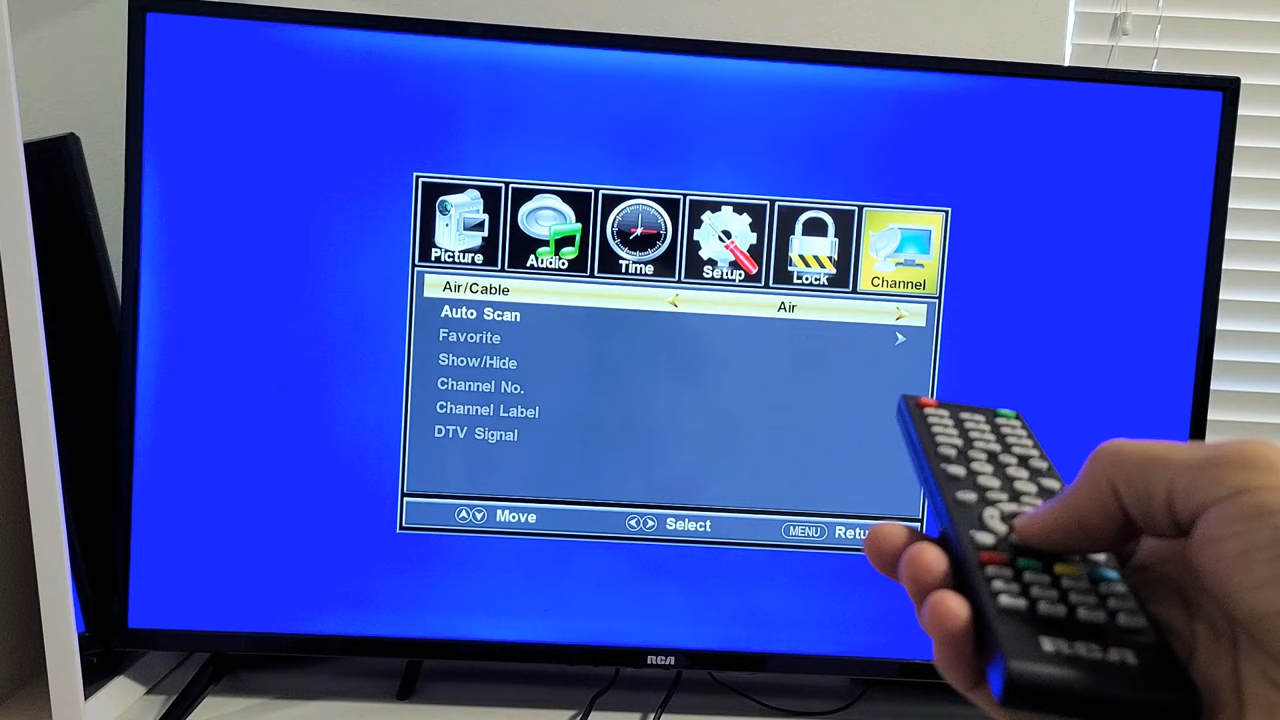 Picture Audio Time Setup Lock Channel
Air/Cable Air
Auto Scan
Favorite
Show/Hide
Channel No.
Channel Label
DTV Signal
Move Select MENU
RCA
RCA